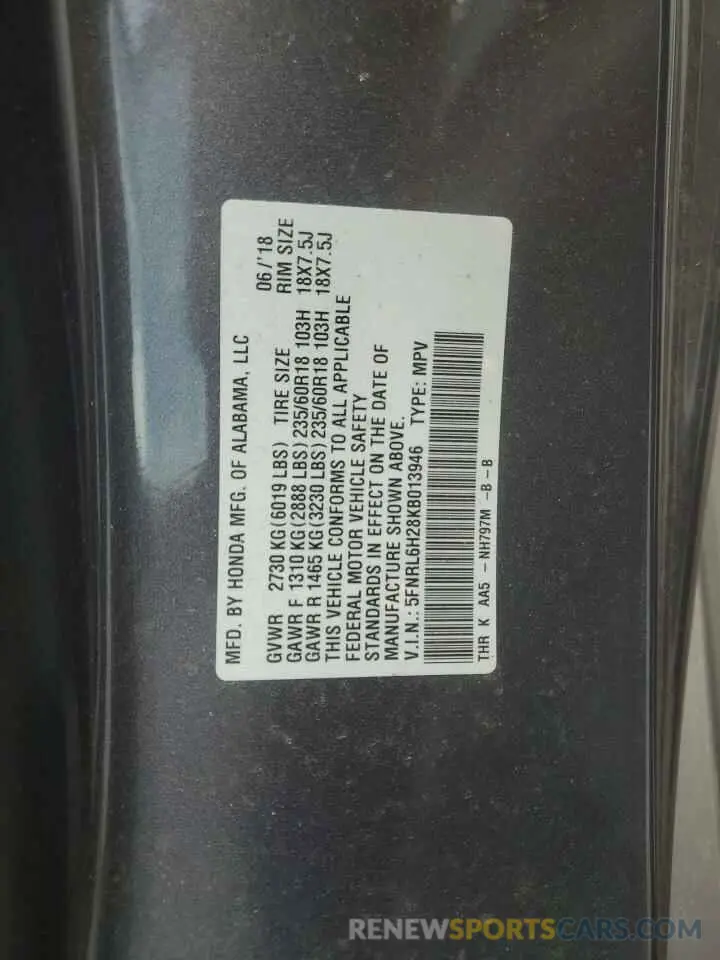 MFD. BY HONDA MFG. OF ALABAMA, LLC
06/'18
GVWR 2730 KG(6019 LBS) TIRE SIZE RIM SIZE
GAWR F 1310 KG(2888 LBS)235/60R18 103H 18X7.5J
GAWR R 1465 KG(3230 LBS)235/60R18 103H 18X7.5J
THIS VEHICLE CONFORMS TO ALL APPLICABLE
FEDERAL MOTOR VEHICLE SAFETY
STANDARDS IN EFFECT ON THE DATE OF
MANUFACTURE SHOWN ABOVE.
V.I.N.: 5FNRL6H28KB013946 TYPE: MPV
THR K AA5 - NH797M -B -B
RENEWSPORTSCARS.COM